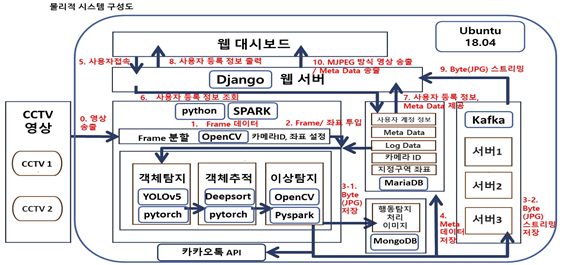 물리적 시스템 구성도
Ubuntu
18.04
웹 대시보드
5. 사용자접속
8. 사용자 등록 정보 출력
10. MJPEG 방식 영상 송출
/ Meta Data 송출
Django 웹 서버
9. Byte(JPG) 스트리밍
6. 사용자 등록 정보 조회
7. 사용자 등록 정보,
Meta Data 제공
python
SPARK
1. Frame 데이터
2. Frame/ 좌표 투입
CCTV
영상
0. 영상
송출
CCTV 1
CCTV 2
Frame 분할
OpenCV
카메라ID, 좌표 설정
사용자 계정 정보
Meta Data
Log Data
카메라 ID
지정구역 좌표
MariaDB
Kafka
서버1
서버2
서버3
객체탐지
YOLOv5
pytorch
객체추적
Deepsort
pytorch
이상탐지
OpenCV
Pyspark
3-1.
Byte
(JPG)
저장
행동탐지
처리
이미지
MongoDB
4.
Meta
데이터
저장
3-2.
Byte
(JPG)
스트리밍
저장
카카오톡 API